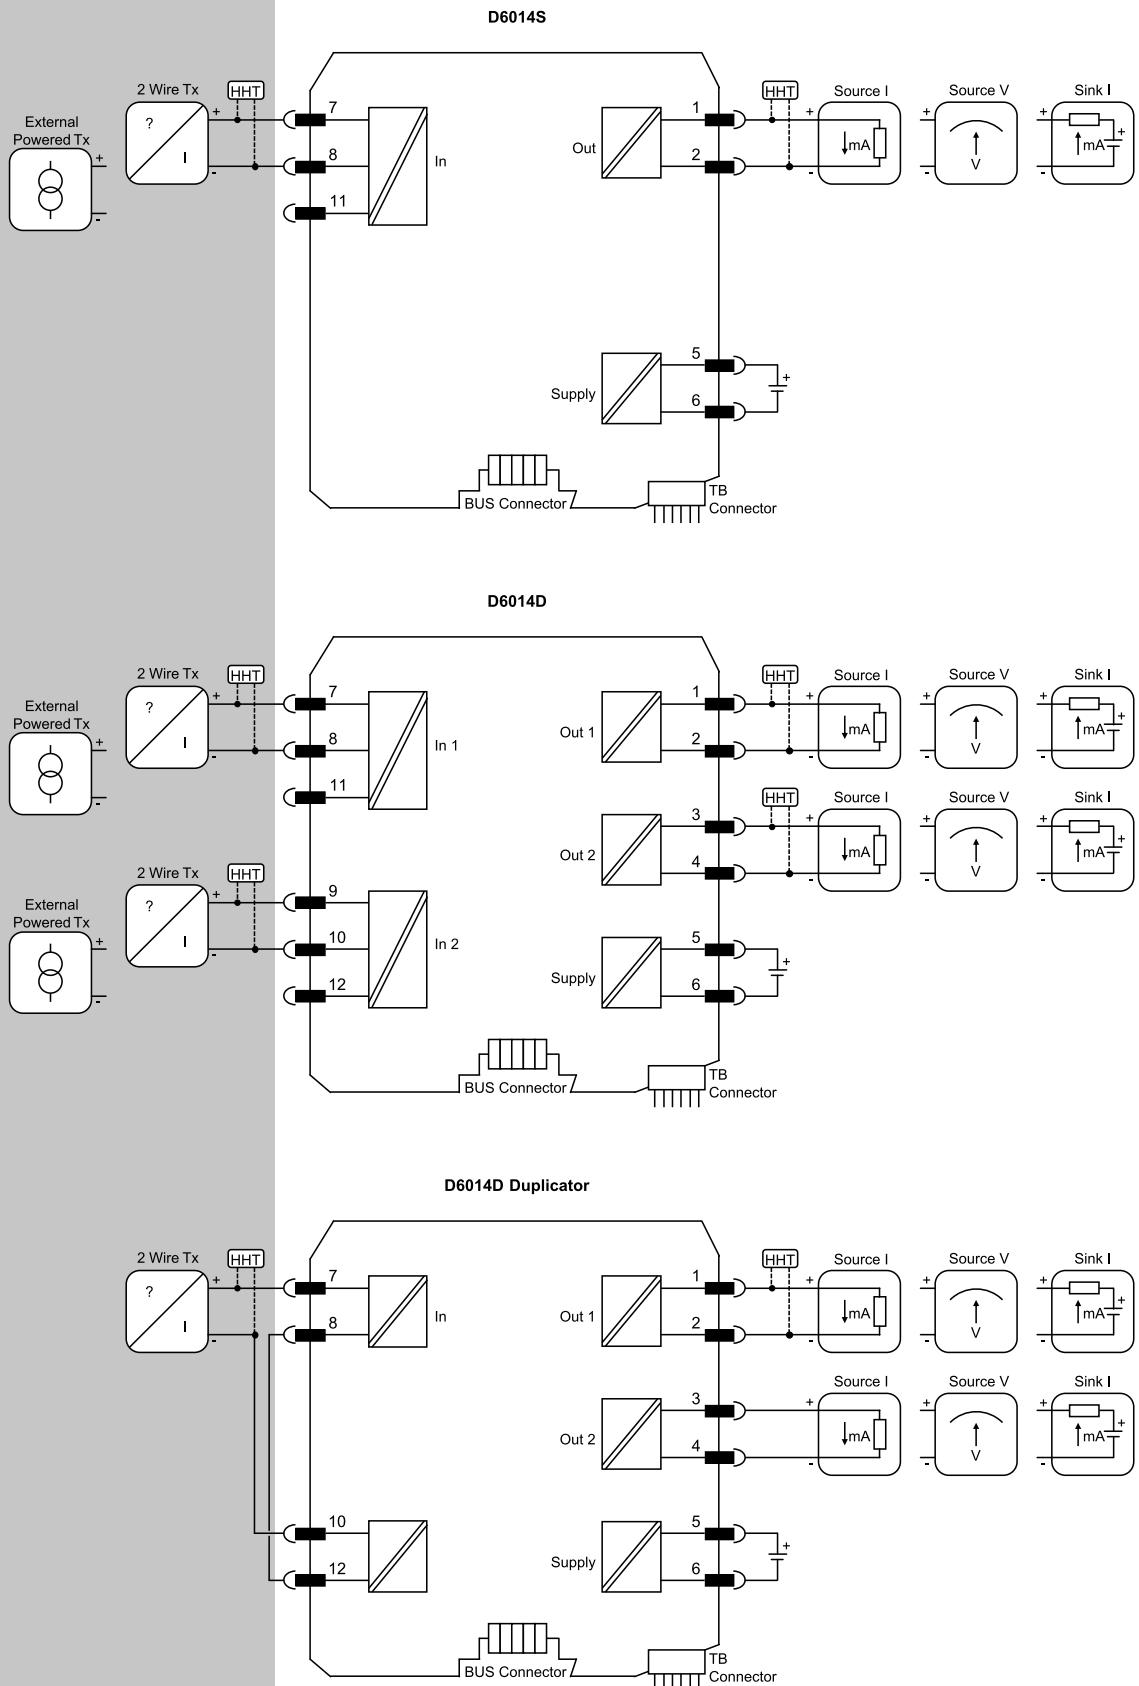 D6014S
2 Wire Tx
HHT
HHT
Source I
Source V
Sink I
External
Powered Tx
+
-
?
I
+
-
7
8
11
In
Out
1
2
+
-
mA
+
-
V
+
-
mA
+
Supply
5
6
+
BUS Connector
TB
Connector
D6014D
2 Wire Tx
HHT
HHT
Source I
Source V
Sink I
External
Powered Tx
+
-
?
I
+
-
7
8
11
In 1
Out 1
1
2
+
-
mA
+
-
V
+
-
mA
+
HHT
Source I
Source V
Sink I
Out 2
3
4
+
-
mA
+
-
V
+
-
mA
+
2 Wire Tx
HHT
External
Powered Tx
+
-
?
I
+
-
9
10
12
In 2
Supply
5
6
+
BUS Connector
TB
Connector
D6014D Duplicator
2 Wire Tx
HHT
HHT
Source I
Source V
Sink I
?
I
+
-
7
8
In
Out 1
1
2
+
-
mA
+
-
V
+
-
mA
+
Source I
Source V
Sink I
Out 2
3
4
+
-
mA
+
-
V
+
-
mA
+
10
12
Supply
5
6
+
BUS Connector
TB
Connector